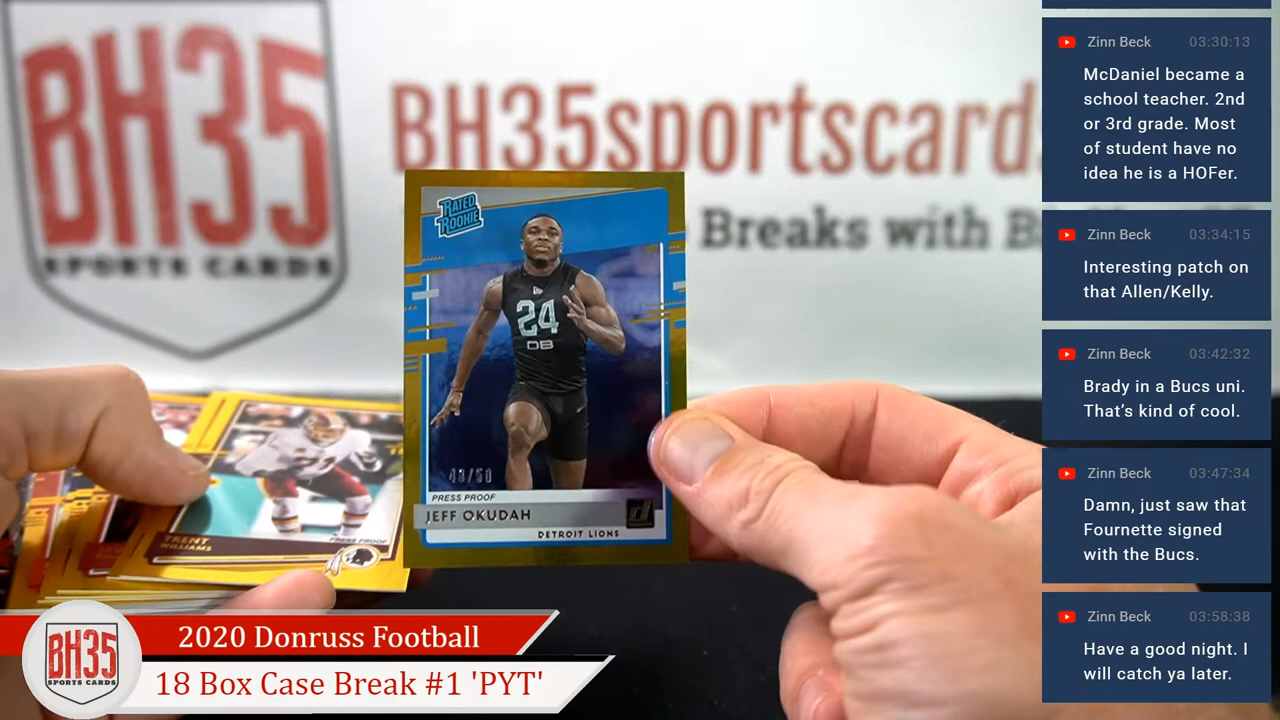 BH35
SPORTS CARDS
BH35sportscards
Breaks with B
RATED
ROOKIE
24
DB
43/50
PRESS PROOF
JEFF OKUDAH
DETROIT LIONS
TRENT
WILLIAMS
PRESS PROOF
BH35
SPORTS CARDS
2020 Donruss Football
18 Box Case Break #1 'PYT'
Zinn Beck 03:30:13
McDaniel became a
school teacher. 2nd
or 3rd grade. Most
of student have no
idea he is a HOFer.
Zinn Beck 03:34:15
Interesting patch on
that Allen/Kelly.
Zinn Beck 03:42:32
Brady in a Bucs uni.
That's kind of cool.
Zinn Beck 03:47:34
Damn, just saw that
Fournette signed
with the Bucs.
Zinn Beck 03:58:38
Have a good night. I
will catch ya later.